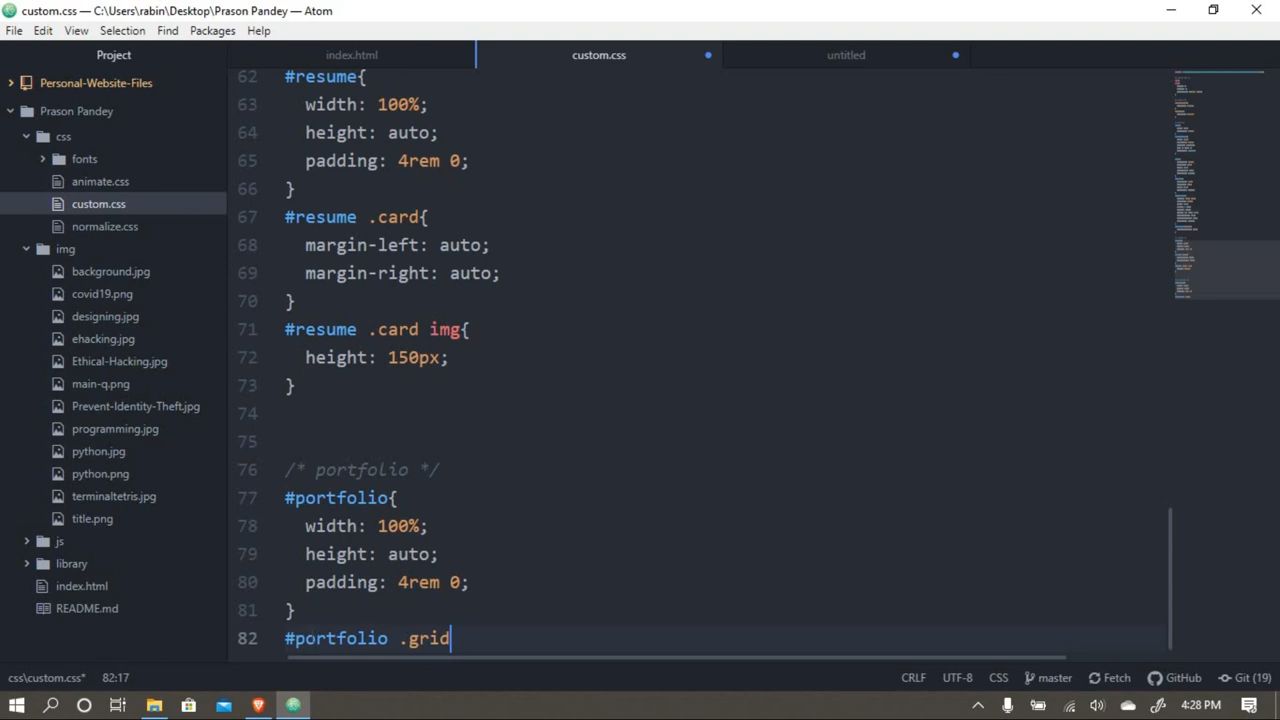 custom.css — C:\Users\rabin\Desktop\Prason Pandey — Atom
File Edit View Selection Find Packages Help
Project
index.html
custom.css
untitled
Personal-Website-Files
Prason Pandey
css
fonts
animate.css
custom.css
normalize.css
img
background.jpg
covid19.png
designing.jpg
ehacking.jpg
Ethical-Hacking.jpg
main-q.png
Prevent-Identity-Theft.jpg
programming.jpg
python.jpg
python.png
terminaltetris.jpg
title.png
js
library
index.html
README.md
62 #resume{
63 width: 100%;
64 height: auto;
65 padding: 4rem 0;
66 }
67 #resume .card{
68 margin-left: auto;
69 margin-right: auto;
70 }
71 #resume .card img{
72 height: 150px;
73 }
74
75
76 /* portfolio */
77 #portfolio{
78 width: 100%;
79 height: auto;
80 padding: 4rem 0;
81 }
82 #portfolio .grid
css\custom.css* 82:17 CRLF UTF-8 CSS master Fetch GitHub Git (19)
4:28 PM